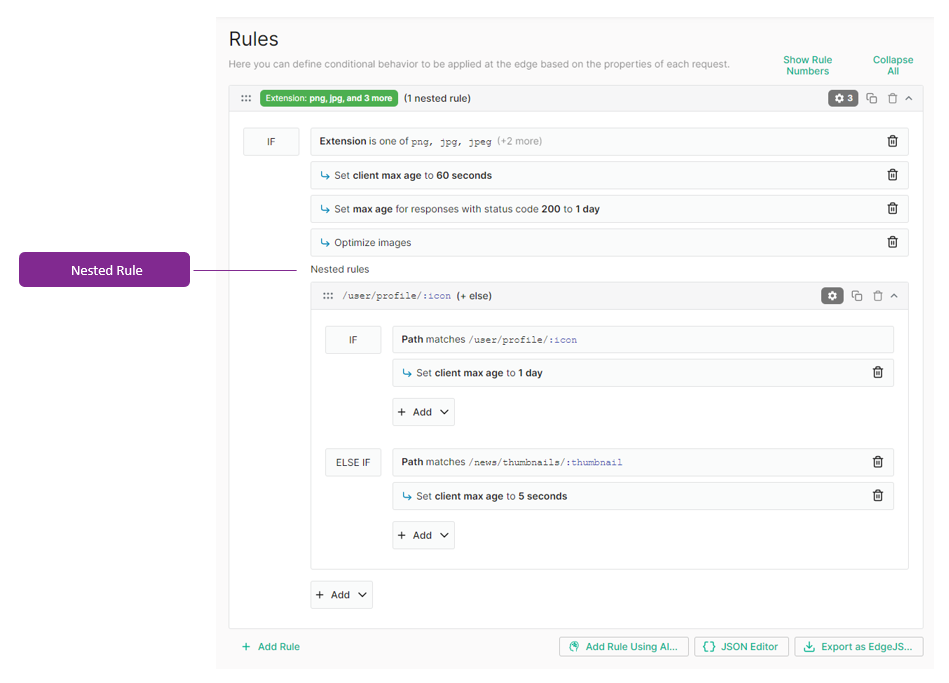 Rules
Here you can define conditional behavior to be applied at the edge based on the properties of each request.
Show Rule
Numbers
Collapse
All
Extension: png, jpg, and 3 more (1 nested rule)
3
IF
Extension is one of png, jpg, jpeg (+2 more)
Set client max age to 60 seconds
Set max age for responses with status code 200 to 1 day
Optimize images
Nested Rule
Nested rules
/user/profile/:icon (+ else)
IF
Path matches /user/profile/:icon
Set client max age to 1 day
+ Add
ELSE IF
Path matches /news/thumbnails/:thumbnail
Set client max age to 5 seconds
+ Add
+ Add
+ Add Rule
Add Rule Using AI...
{} JSON Editor
Export as EdgeJS...